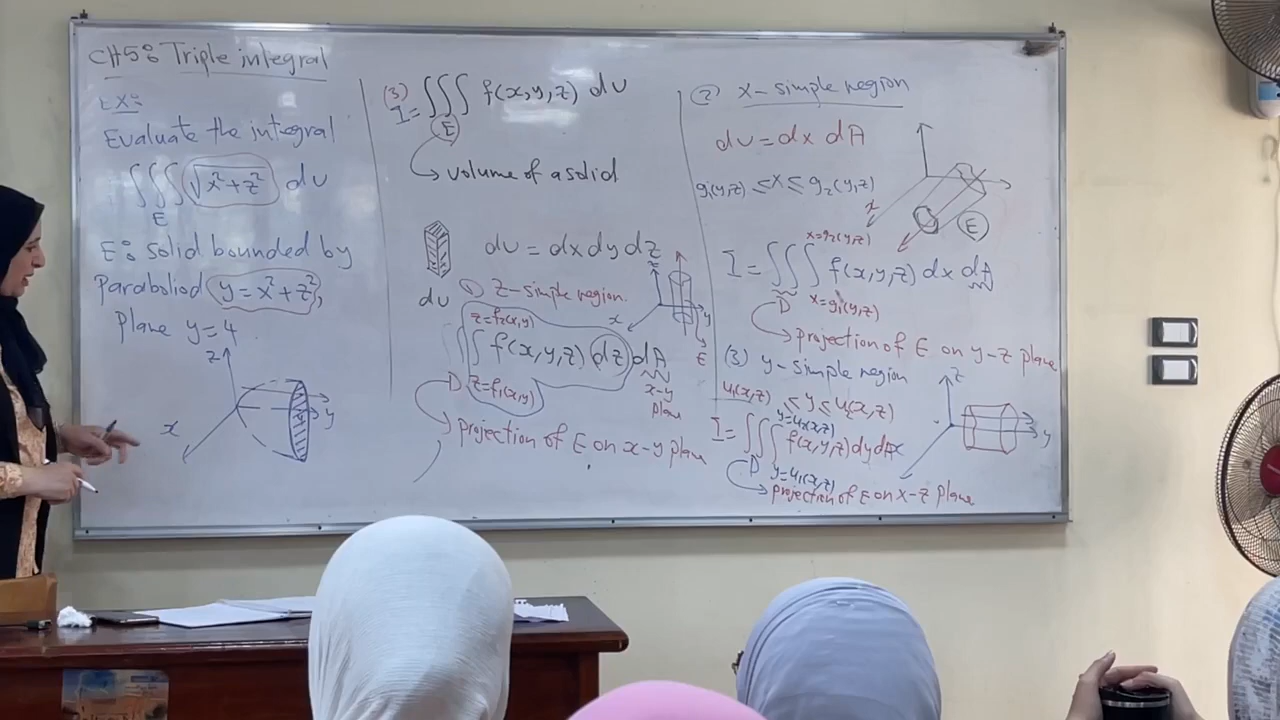 CH5: Triple integral
EX:
Evaluate the integral
∫∫∫ √x²+z² dv
E
E: solid bounded by
Paraboliod y=x²+z²,
Plane y=4
z
y
x
(3)
I=∫∫∫ f(x,y,z) dv
E
volume of a solid
dv = dx dy dz
dv
① z-simple region.
z
x
y
E
z=f₂(x,y)
∫∫∫ f(x,y,z) dz dA
D z=f₁(x,y)
x-y
plane
projection of E on x-y plane
(2) x-simple region
dv = dx dA
g₁(y,z) ≤ x ≤ g₂(y,z)
x
E
x=g₂(y,z)
I = ∫∫∫ f(x,y,z) dx dA
D x=g₁(y,z)
projection of E on y-z plane
(3) y-simple region
u₁(x,z) ≤ y ≤ u₂(x,z)
z
y
y=u₂(x,z)
I=∫∫∫ f(x,y,z) dy dA
D y=u₁(x,z)
projection of E on x-z plane